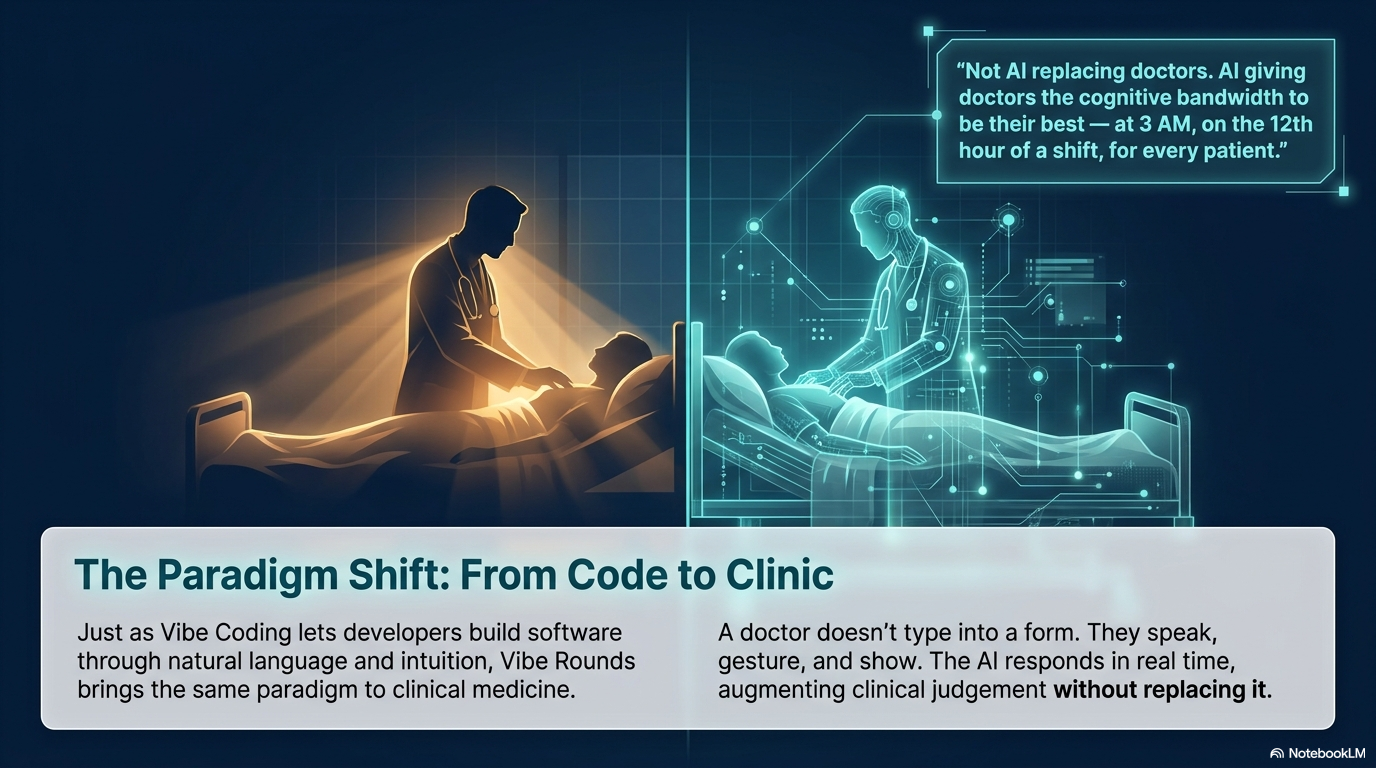 “Not AI replacing doctors. AI giving
doctors the cognitive bandwidth to
be their best — at 3 AM, on the 12th
hour of a shift, for every patient.”
The Paradigm Shift: From Code to Clinic
Just as Vibe Coding lets developers build software
through natural language and intuition, Vibe Rounds
brings the same paradigm to clinical medicine.
A doctor doesn’t type into a form. They speak,
gesture, and show. The AI responds in real time,
augmenting clinical judgement without replacing it.
NotebookLM